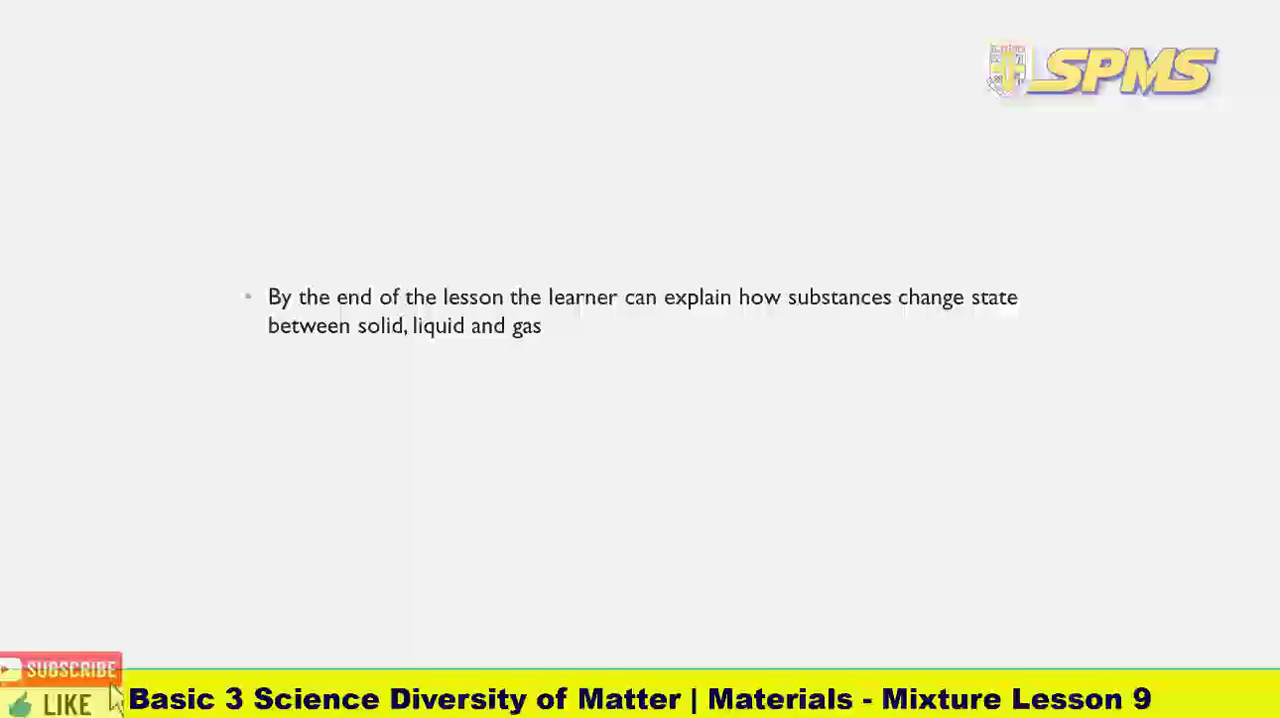 SPMS
• By the end of the lesson the learner can explain how substances change state
between solid, liquid and gas
SUBSCRIBE
LIKE
Basic 3 Science Diversity of Matter | Materials - Mixture Lesson 9